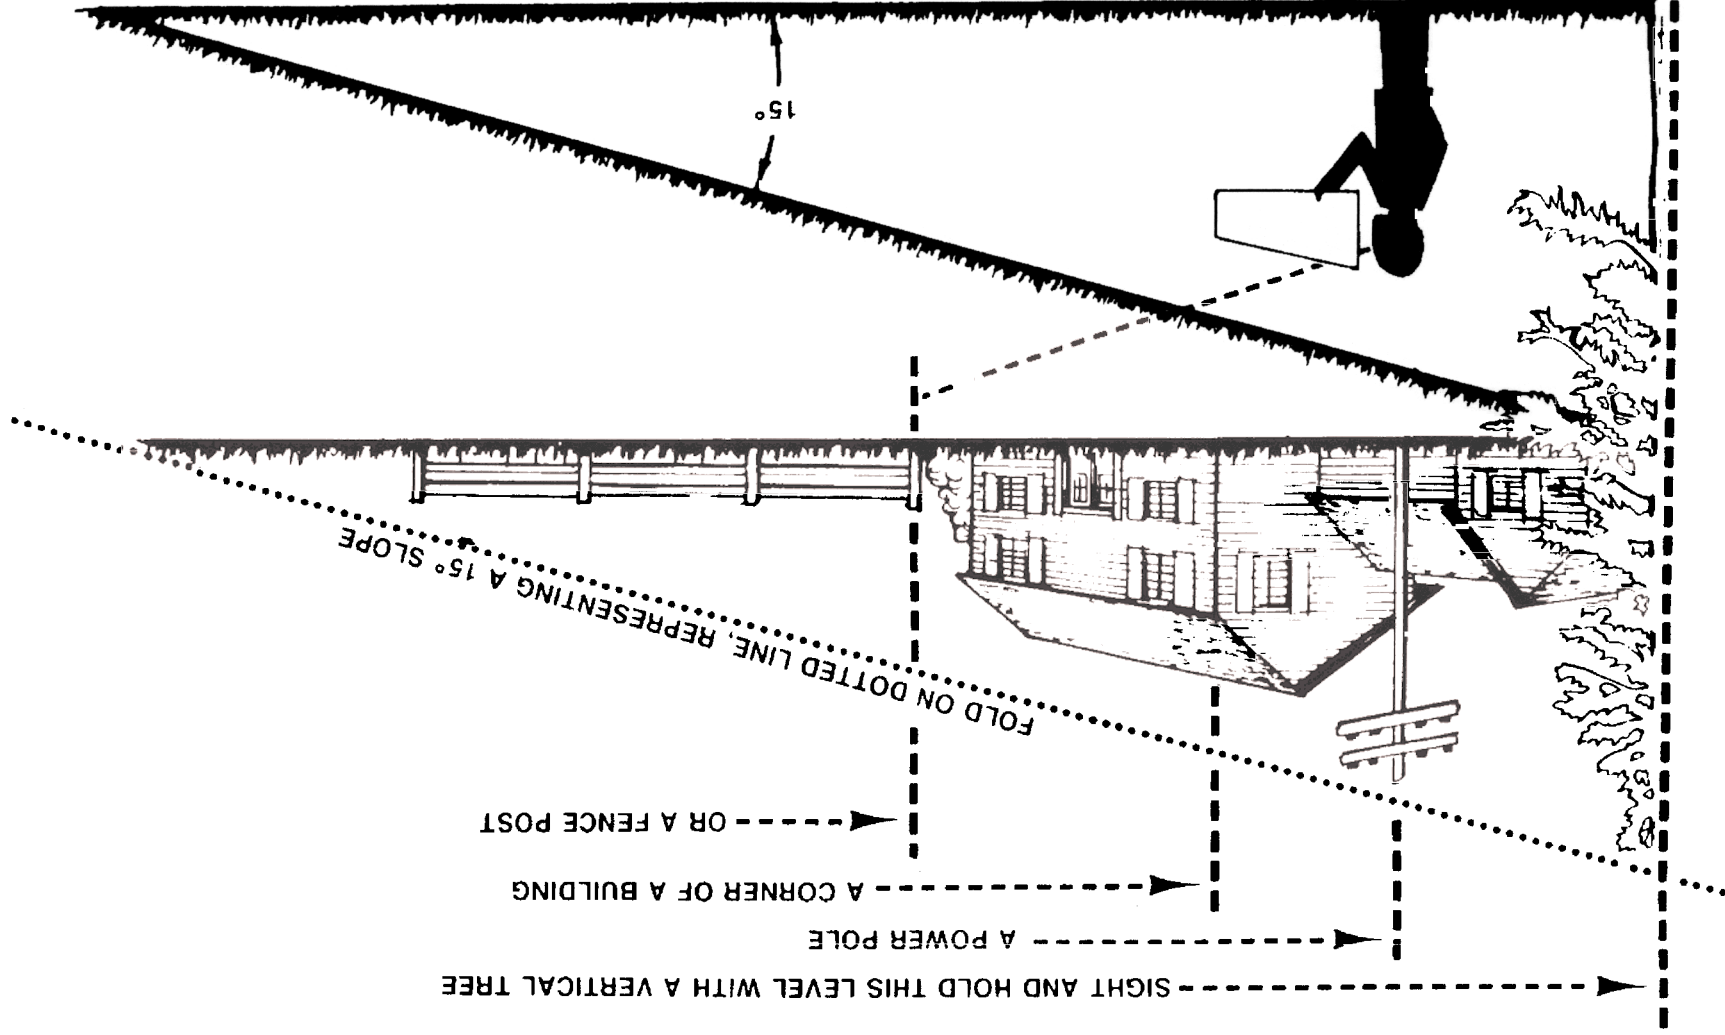 SIGHT AND HOLD THIS LEVEL WITH A VERTICAL TREE
A POWER POLE
A CORNER OF A BUILDING
OR A FENCE POST
FOLD ON DOTTED LINE, REPRESENTING A 15° SLOPE
15°